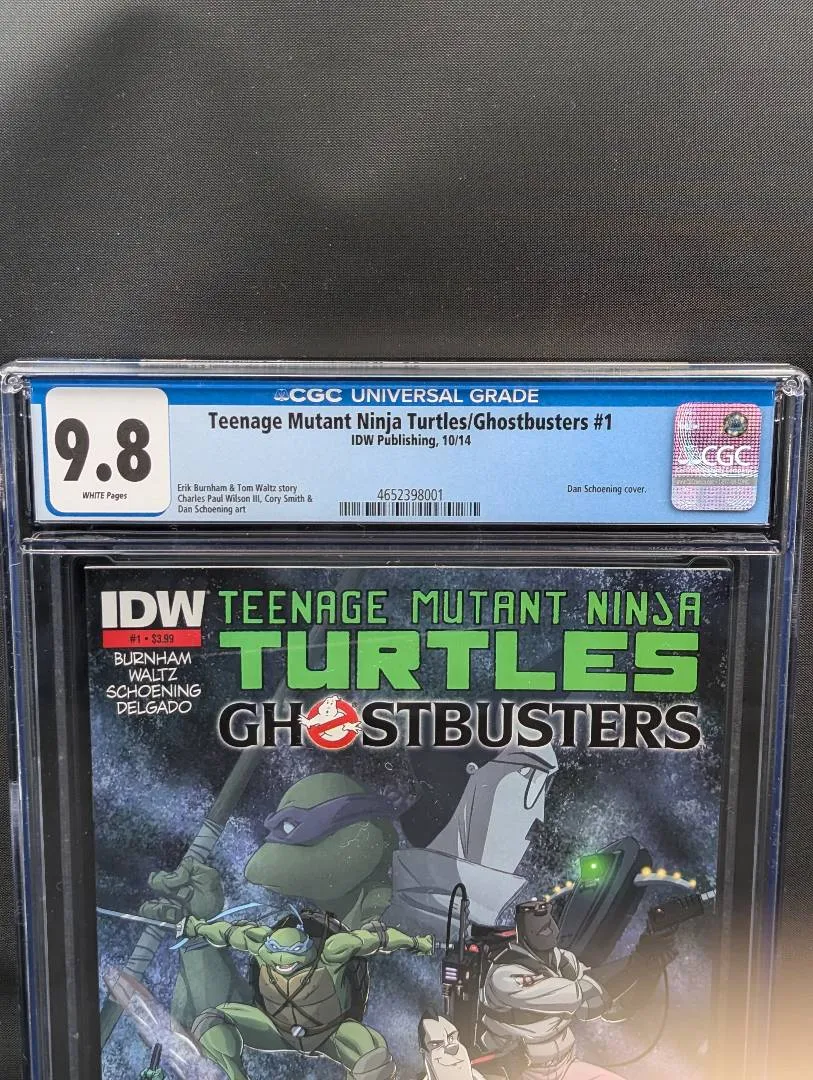 CGC UNIVERSAL GRADE
9.8
WHITE Pages
Teenage Mutant Ninja Turtles/Ghostbusters #1
IDW Publishing, 10/14
Erik Burnham & Tom Waltz story
Charles Paul Wilson III, Cory Smith &
Dan Schoening art
4652398001
Dan Schoening cover.
CGC
IDW
#1 • $3.99
BURNHAM
WALTZ
SCHOENING
DELGADO
TEENAGE MUTANT NINJA
TURTLES
GHOSTBUSTERS